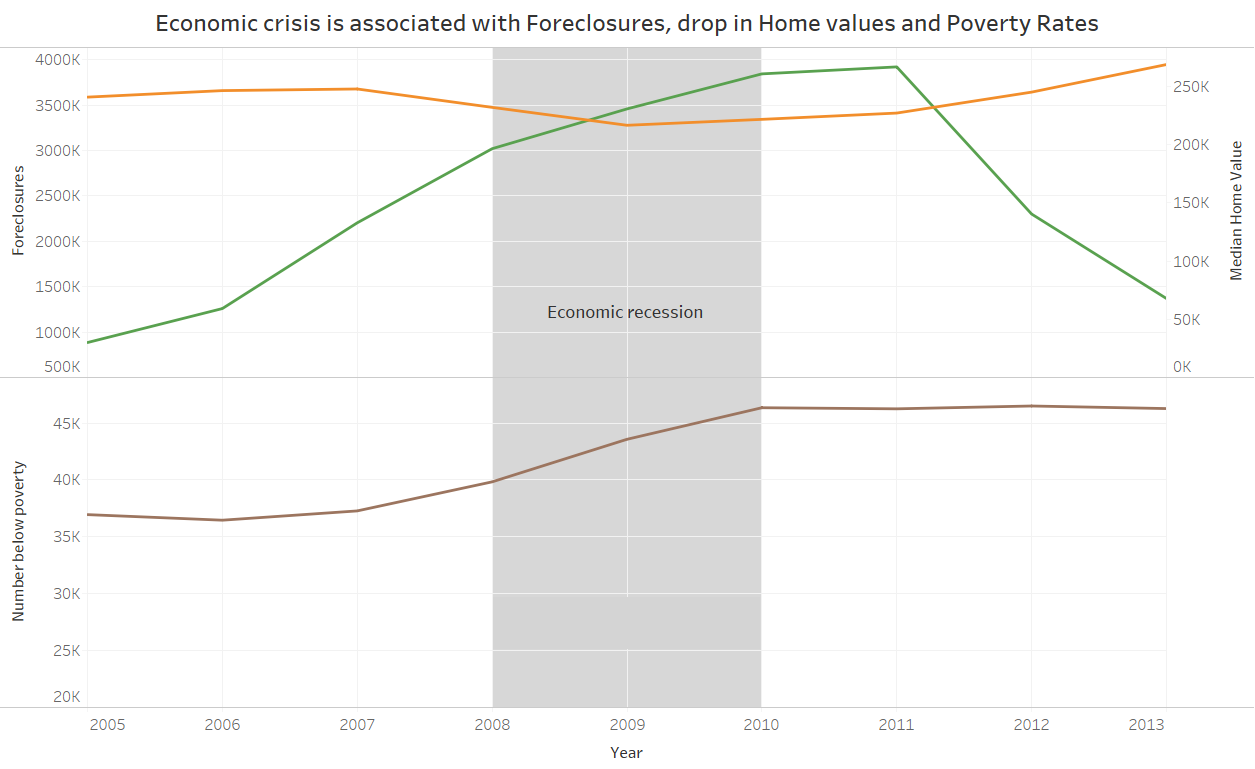 Economic crisis is associated with Foreclosures, drop in Home values and Poverty Rates
Foreclosures
4000K
3500K
3000K
2500K
2000K
1500K
1000K
500K
Economic recession
250K
200K
150K
100K
50K
0K
Median Home Value
Number below poverty
45K
40K
35K
30K
25K
20K
2005 2006 2007 2008 2009 2010 2011 2012 2013
Year